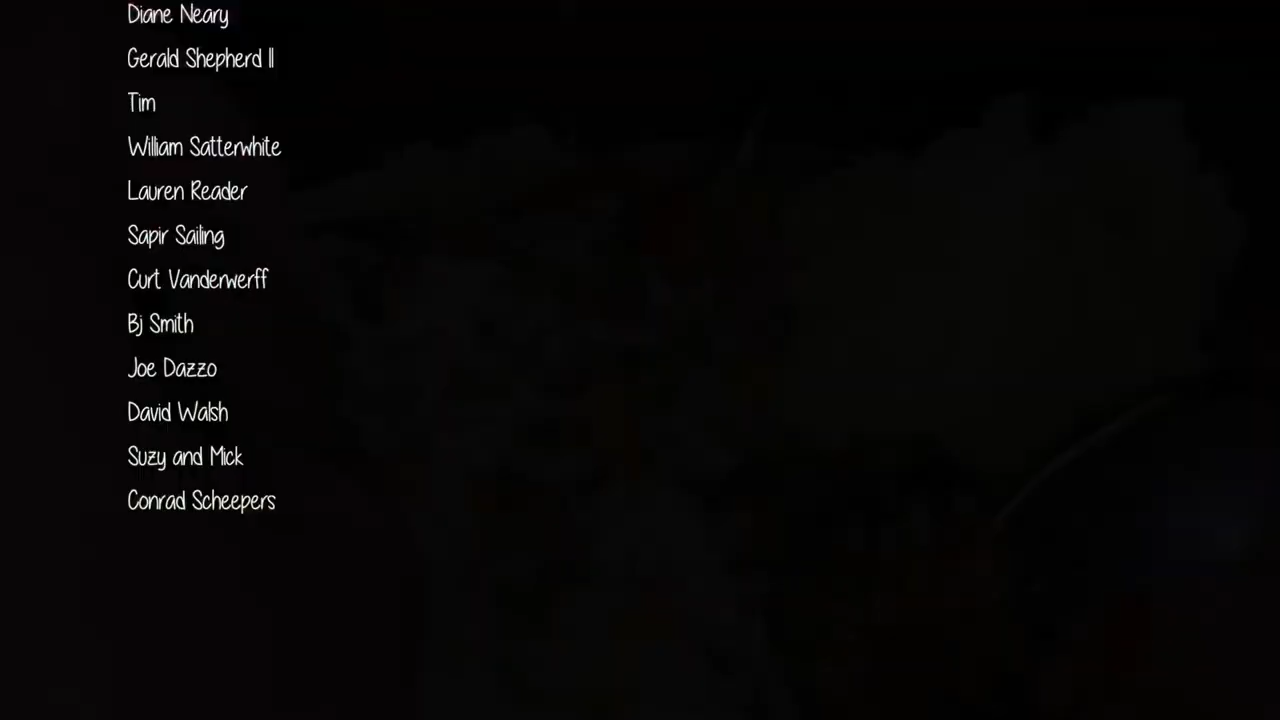 Diane Neary
Gerald Shepherd II
Tim
William Satterwhite
Lauren Reader
Sapir Sailing
Curt Vanderwerff
Bj Smith
Joe Dazzo
David Walsh
Suzy and Mick
Conrad Scheepers